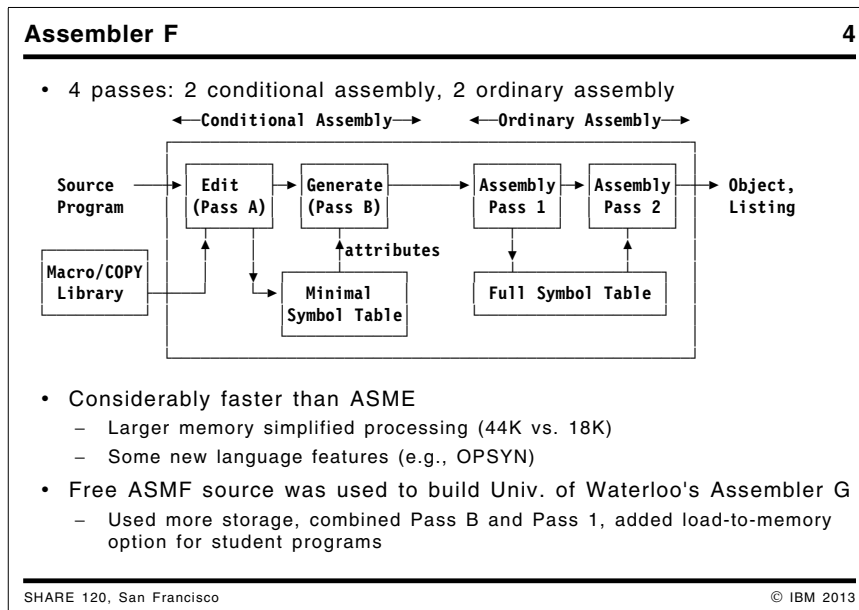 Assembler F 4
• 4 passes: 2 conditional assembly, 2 ordinary assembly
Conditional Assembly Ordinary Assembly
Source Program
Edit (Pass A)
Generate (Pass B)
Assembly Pass 1
Assembly Pass 2
Object, Listing
attributes
Macro/COPY Library
Minimal Symbol Table
Full Symbol Table
• Considerably faster than ASME
– Larger memory simplified processing (44K vs. 18K)
– Some new language features (e.g., OPSYN)
• Free ASMF source was used to build Univ. of Waterloo's Assembler G
– Used more storage, combined Pass B and Pass 1, added load-to-memory
option for student programs
SHARE 120, San Francisco © IBM 2013